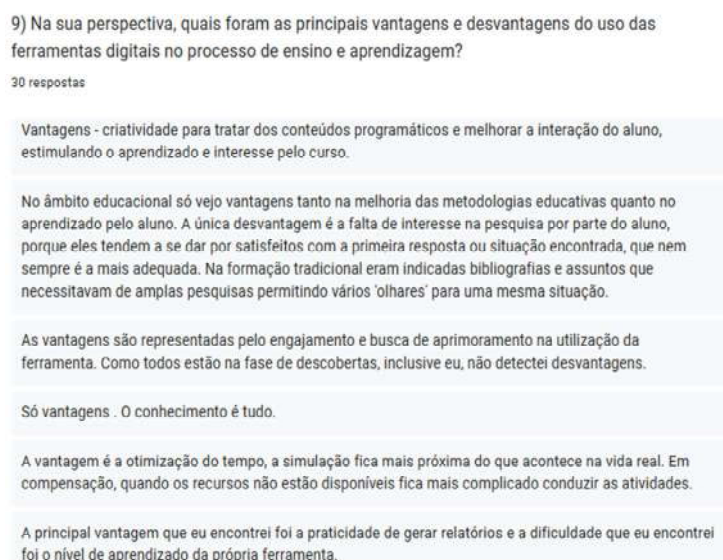 9) Na sua perspectiva, quais foram as principais vantagens e desvantagens do uso das
ferramentas digitais no processo de ensino e aprendizagem?
30 respostas
Vantagens - criatividade para tratar dos conteúdos programáticos e melhorar a interação do aluno,
estimulando o aprendizado e interesse pelo curso.
No âmbito educacional só vejo vantagens tanto na melhoria das metodologias educativas quanto no
aprendizado pelo aluno. A única desvantagem é a falta de interesse na pesquisa por parte do aluno,
porque eles tendem a se dar por satisfeitos com a primeira resposta ou situação encontrada, que nem
sempre é a mais adequada. Na formação tradicional eram indicadas bibliografias e assuntos que
necessitavam de amplas pesquisas permitindo vários 'olhares' para uma mesma situação.
As vantagens são representadas pelo engajamento e busca de aprimoramento na utilização da
ferramenta. Como todos estão na fase de descobertas, inclusive eu, não detectei desvantagens.
Só vantagens . O conhecimento é tudo.
A vantagem é a otimização do tempo, a simulação fica mais próxima do que acontece na vida real. Em
compensação, quando os recursos não estão disponíveis fica mais complicado conduzir as atividades.
A principal vantagem que eu encontrei foi a praticidade de gerar relatórios e a dificuldade que eu encontrei
foi o nível de aprendizado da própria ferramenta.